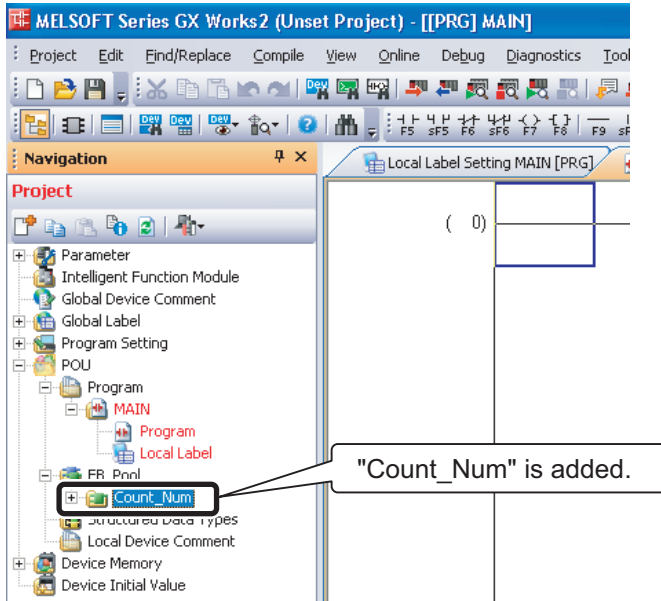 MELSOFT Series GX Works2 (Unset Project) - [[PRG] MAIN]
Project Edit Find/Replace Compile View Online Debug Diagnostics Tool
F5 sF5 F6 sF6 F7 F8 F9
Navigation
Local Label Setting MAIN [PRG]
Project
( 0)
Parameter
Intelligent Function Module
Global Device Comment
Global Label
Program Setting
POU
Program
MAIN
Program
Local Label
FB_Pool
Count_Num
"Count_Num" is added.
Structured Data Types
Local Device Comment
Device Memory
Device Initial Value